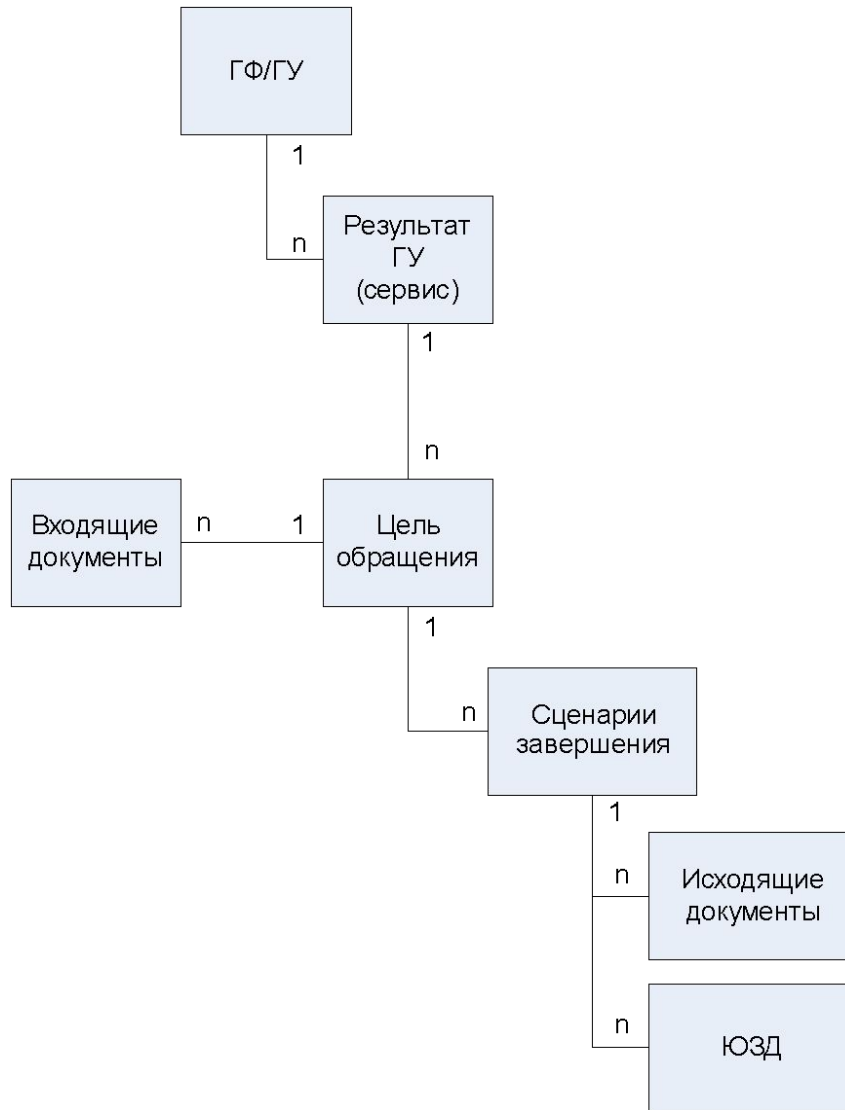 ГФ/ГУ
1
n
Результат
ГУ
(сервис)
1
n
Входящие
документы
n
1
Цель
обращения
1
n
Сценарии
завершения
1
n
Исходящие
документы
n
ЮЗД